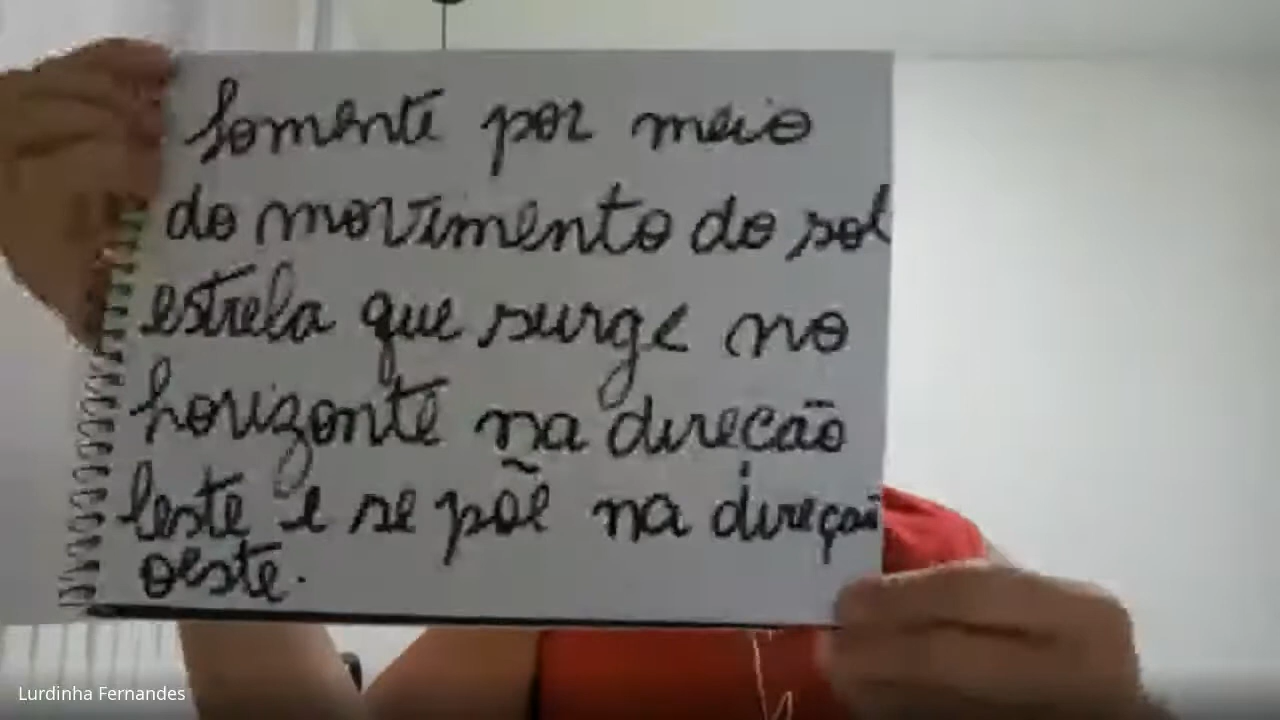 Somente por meio
do movimento do sol
estrela que surge no
horizonte na direcão
leste e se põe na direção
oeste.
Lurdinha Fernandes